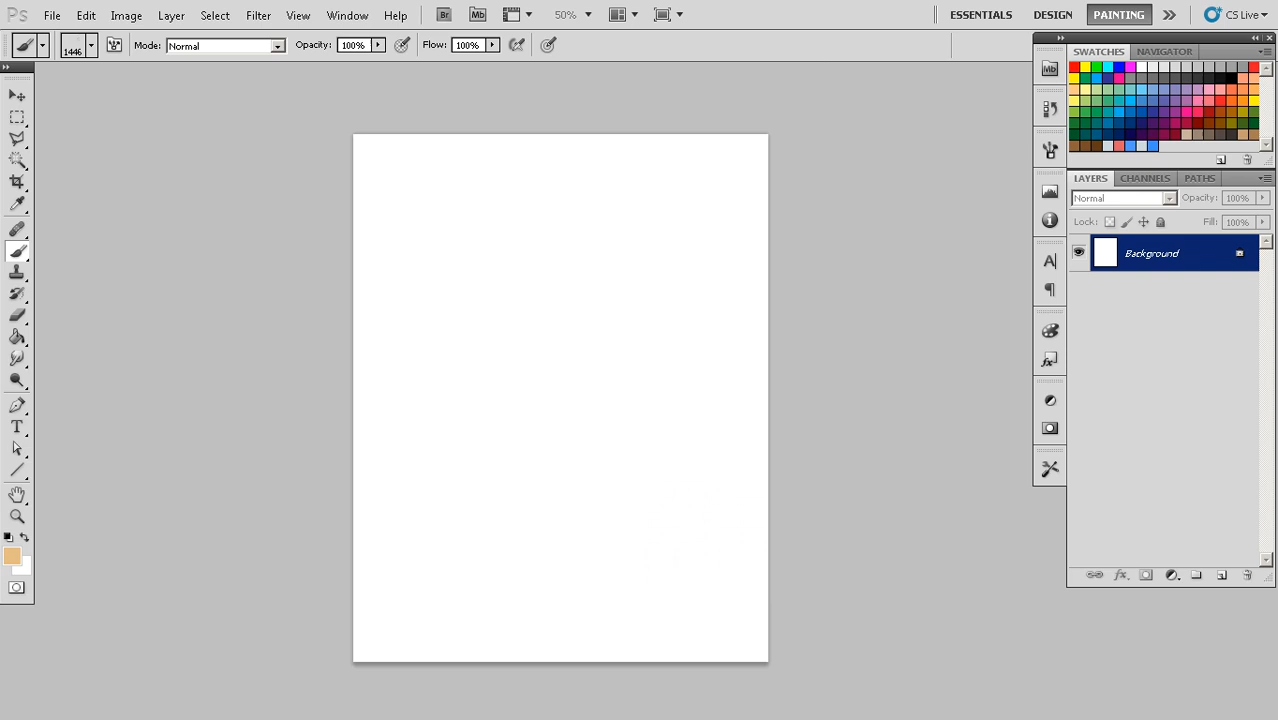 Ps File Edit Image Layer Select Filter View Window Help Br Mb 50% ESSENTIALS DESIGN PAINTING CS Live
1446 Mode: Normal Opacity: 100% Flow: 100%
SWATCHES NAVIGATOR
Mb
LAYERS CHANNELS PATHS
Normal Opacity: 100%
Lock: Fill: 100%
Background